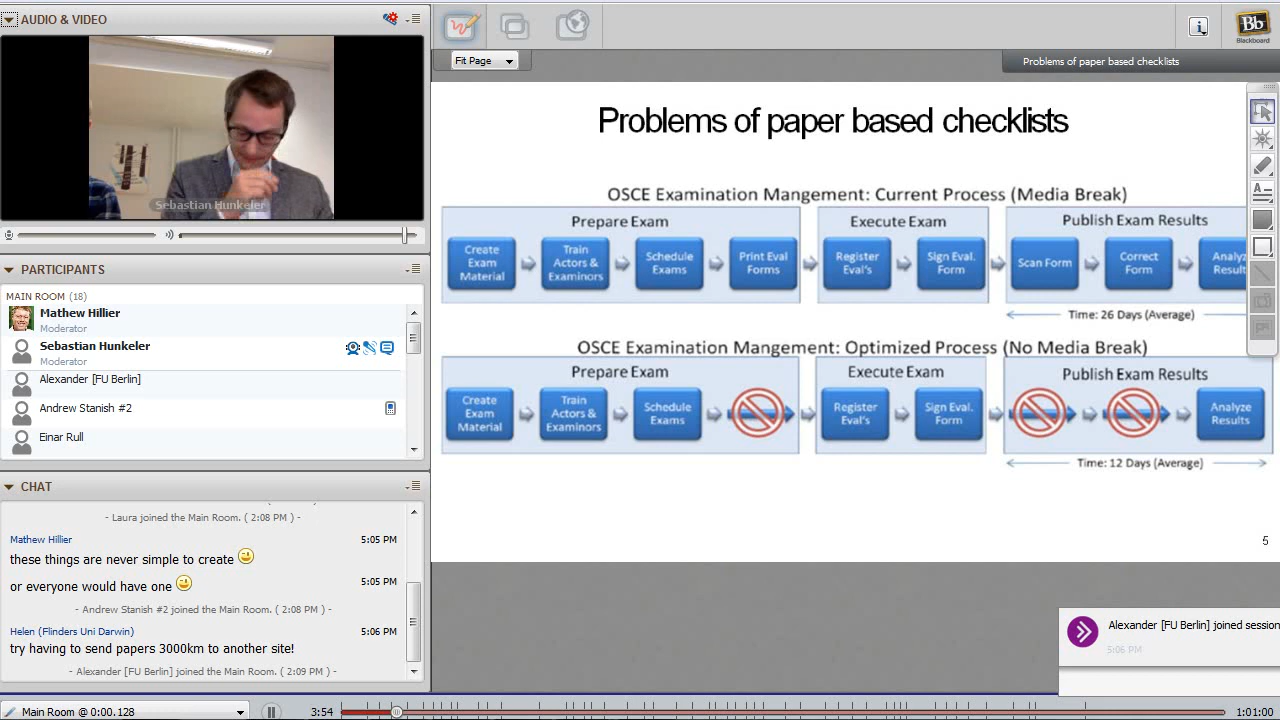 AUDIO & VIDEO
Sebastian Hunkeler
PARTICIPANTS
MAIN ROOM (18)
Mathew Hillier
Moderator
Sebastian Hunkeler
Moderator
Alexander [FU Berlin]
Andrew Stanish #2
Einar Rull
CHAT
- Laura joined the Main Room. ( 2:08 PM ) -
Mathew Hillier 5:05 PM
these things are never simple to create
or everyone would have one 5:05 PM
- Andrew Stanish #2 joined the Main Room. ( 2:08 PM ) -
Helen (Flinders Uni Darwin) 5:06 PM
try having to send papers 3000km to another site!
- Alexander [FU Berlin] joined the Main Room. ( 2:09 PM ) -
Main Room @ 0:00.128
3:54
1:01:00
Bb
Blackboard
Fit Page
Problems of paper based checklists
Problems of paper based checklists
OSCE Examination Mangement: Current Process (Media Break)
Prepare Exam
Execute Exam
Publish Exam Results
Create Exam Material
Train Actors & Examinors
Schedule Exams
Print Eval Forms
Register Eval's
Sign Eval. Form
Scan Form
Correct Form
Analyz
Result
Time: 26 Days (Average)
OSCE Examination Mangement: Optimized Process (No Media Break)
Prepare Exam
Execute Exam
Publish Exam Results
Create Exam Material
Train Actors & Examinors
Schedule Exams
Register Eval's
Sign Eval. Form
Analyze Results
Time: 12 Days (Average)
5
Alexander [FU Berlin] joined session
5:06 PM